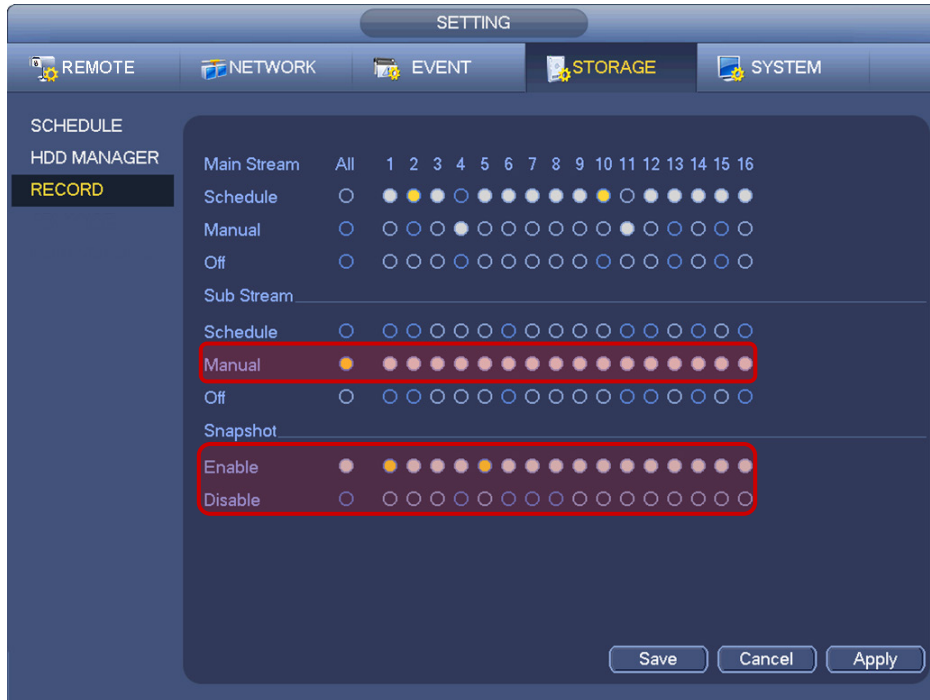 SETTING
REMOTE NETWORK EVENT STORAGE SYSTEM
SCHEDULE
HDD MANAGER
RECORD
Main Stream All 1 2 3 4 5 6 7 8 9 10 11 12 13 14 15 16
Schedule
Manual
Off
Sub Stream
Schedule
Manual
Off
Snapshot
Enable
Disable
Save Cancel Apply